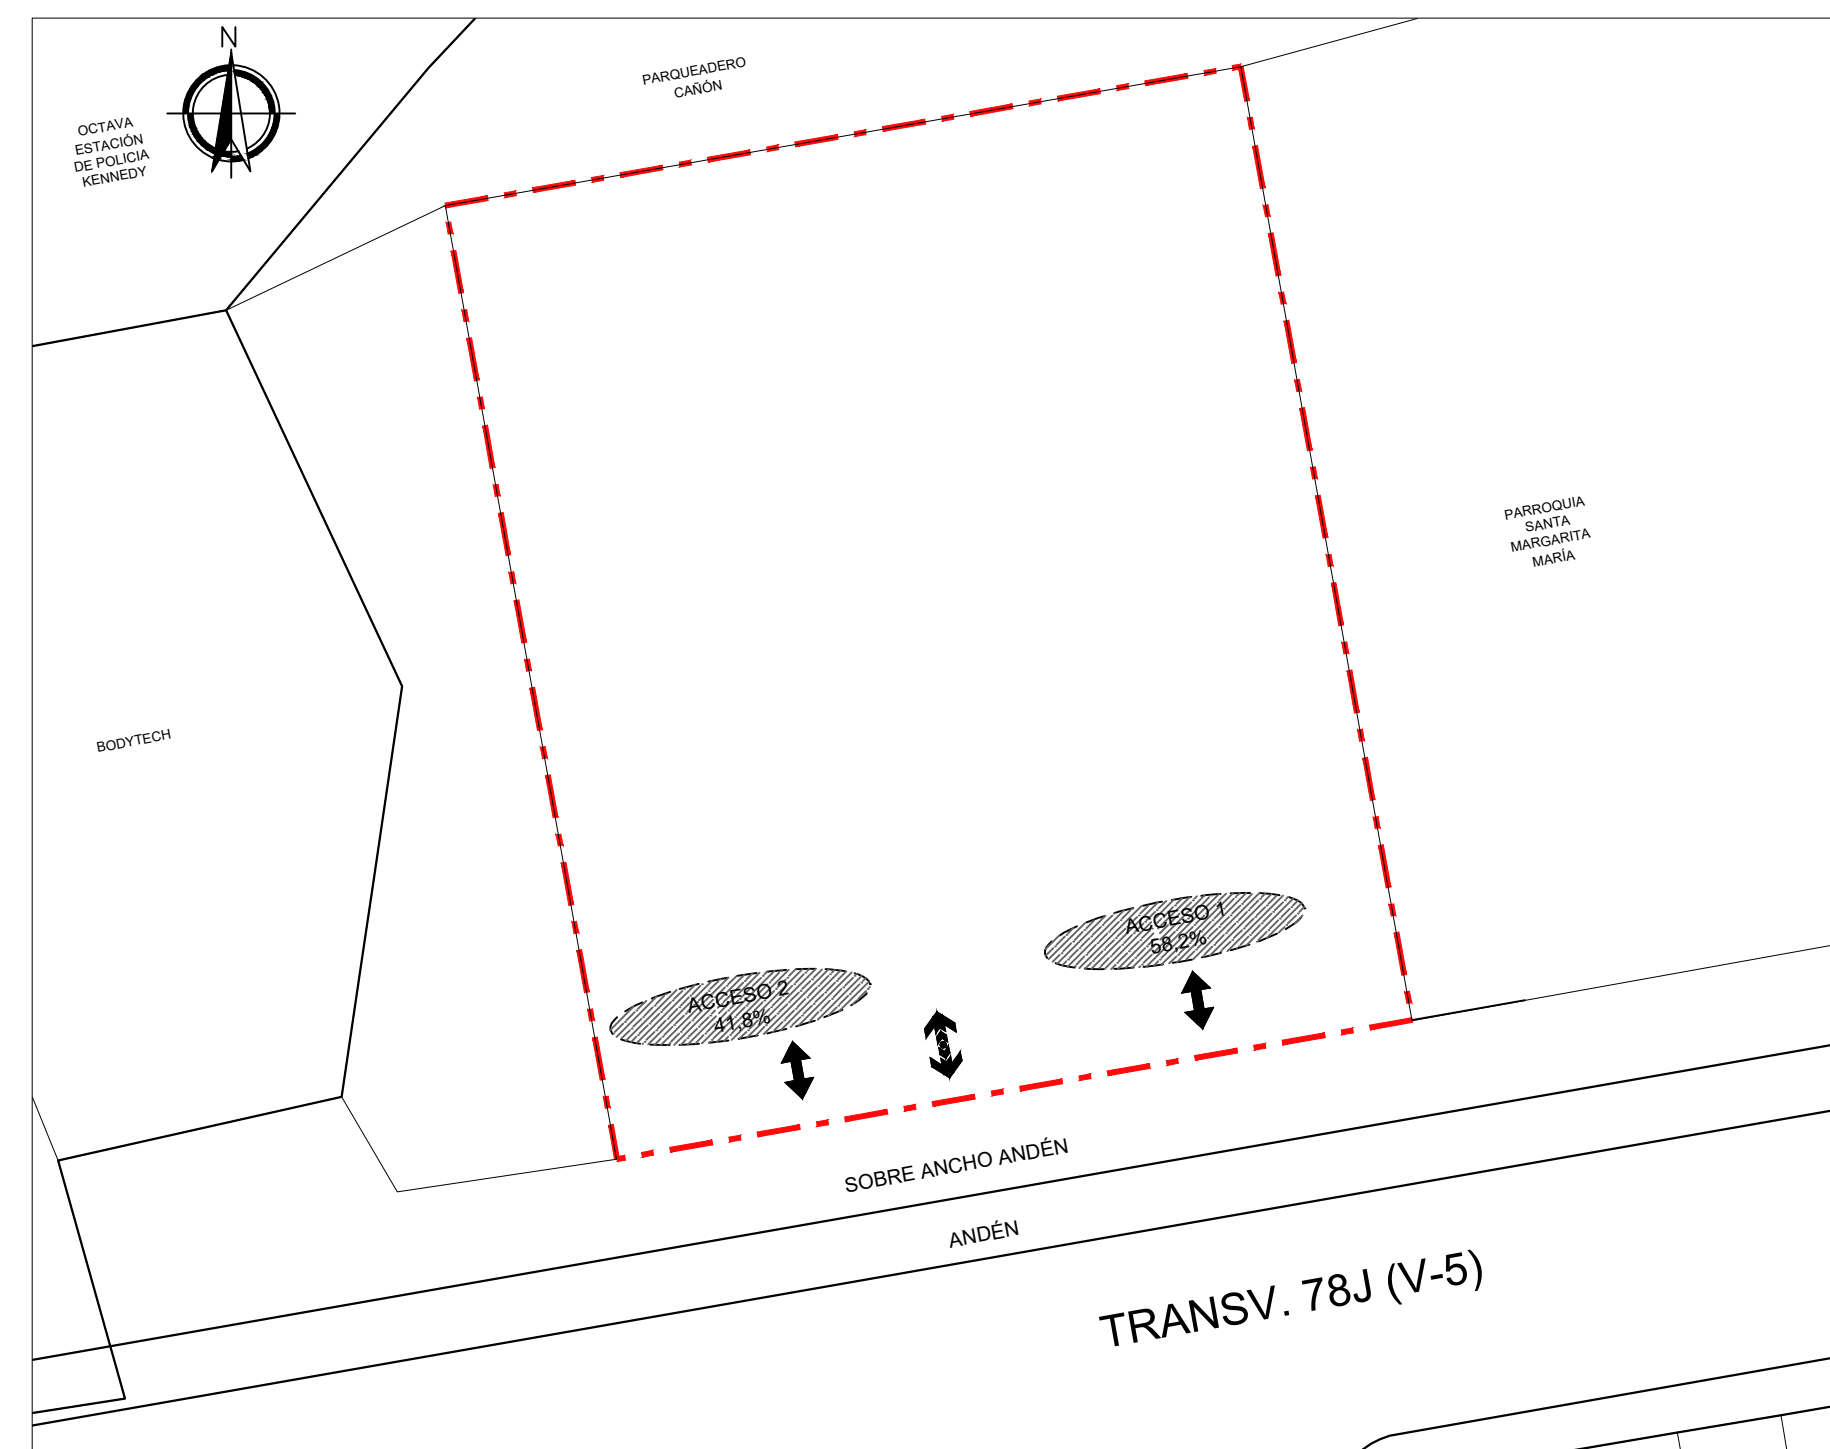 N
PARQUEADERO
CAÑÓN
OCTAVA
ESTACIÓN
DE POLICIA
KENNEDY
PARROQUIA
SANTA
MARGARITA
MARÍA
BODYTECH
ACCESO 1
58,2%
ACCESO 2
41,8%
SOBRE ANCHO ANDÉN
ANDÉN
TRANSV. 78J (V-5)